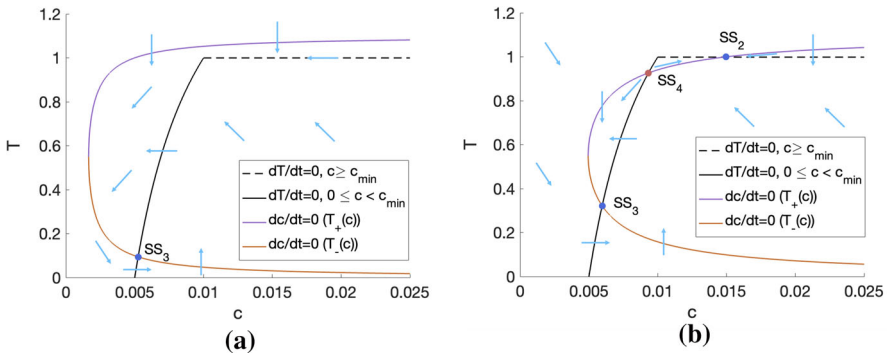 1.2
1
0.8
0.6
0.4
0.2
0
T
0 0.005 0.01 0.015 0.02 0.025
c
SS3
dT/dt=0, c≥ cmin
dT/dt=0, 0 ≤ c < cmin
dc/dt=0 (T+(c))
dc/dt=0 (T-(c))
(a)
1.2
1
0.8
0.6
0.4
0.2
0
T
0 0.005 0.01 0.015 0.02 0.025
c
SS2
SS4
SS3
dT/dt=0, c≥ cmin
dT/dt=0, 0 ≤ c < cmin
dc/dt=0 (T+(c))
dc/dt=0 (T-(c))
(b)